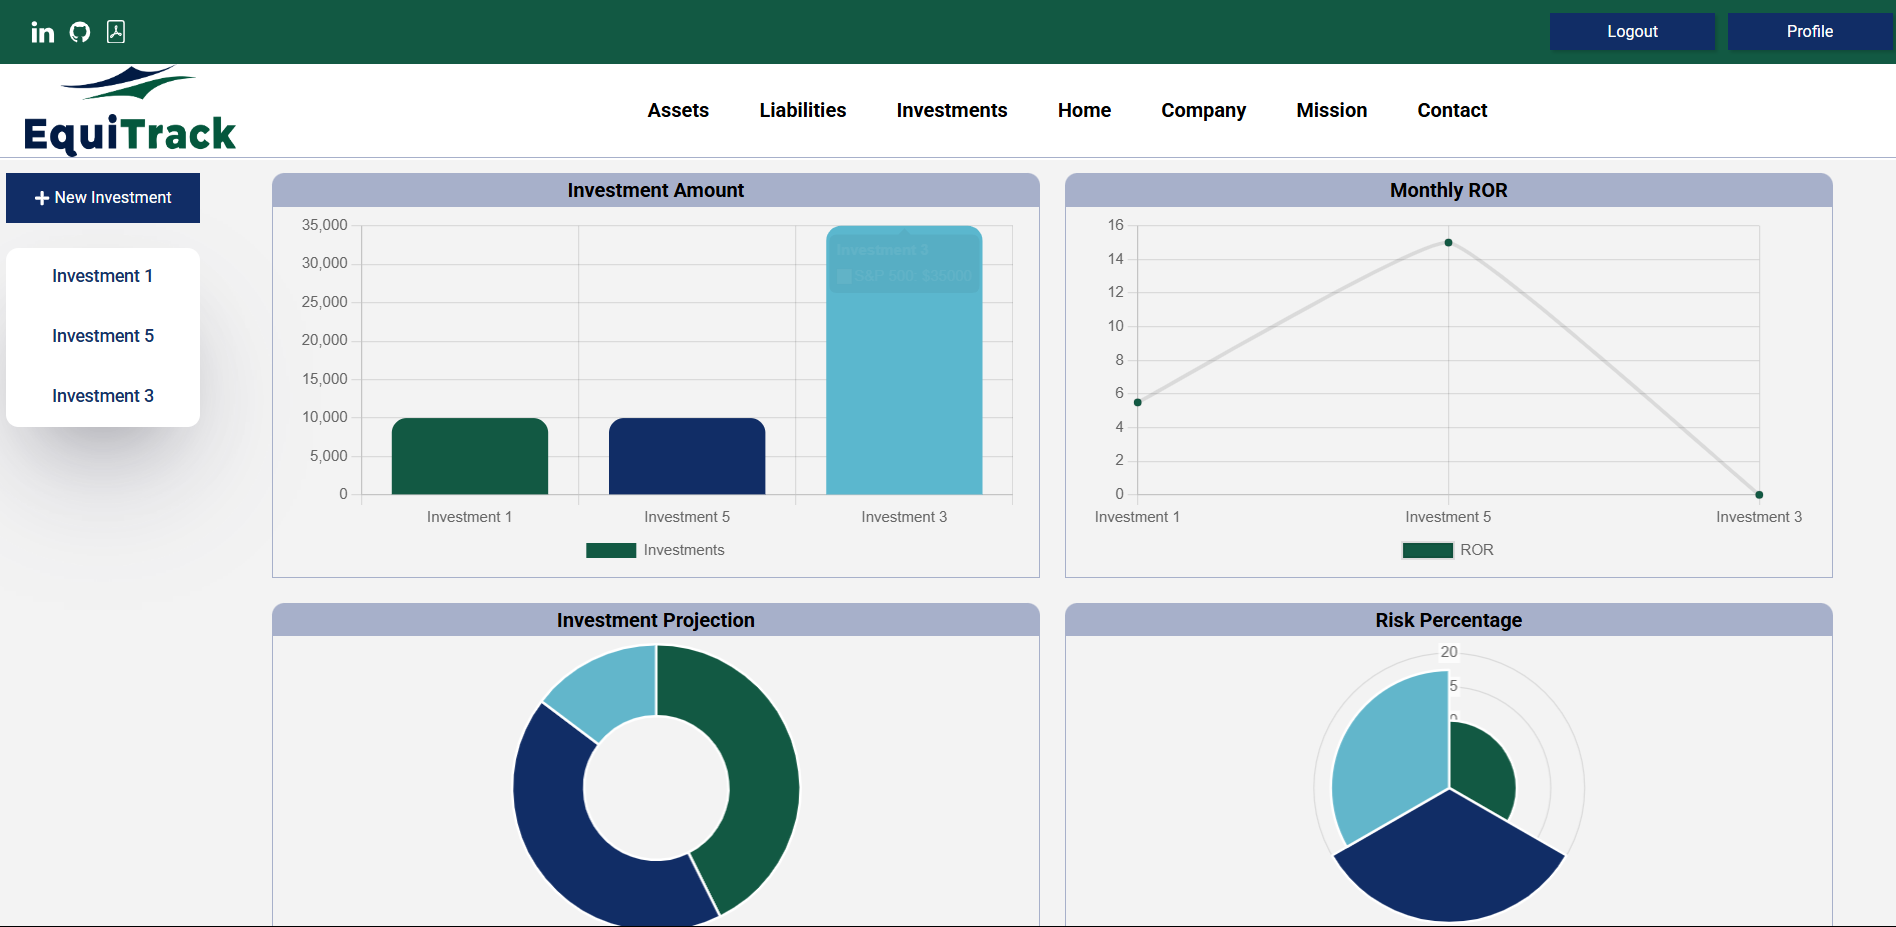 Logout
Profile
EquiTrack
Assets
Liabilities
Investments
Home
Company
Mission
Contact
New Investment
Investment 1
Investment 5
Investment 3
Investment Amount
35,000
30,000
25,000
20,000
15,000
10,000
5,000
0
Investment 3
S&P 500: $35000
Investment 1
Investment 5
Investment 3
Investments
Monthly ROR
16
14
12
10
8
6
4
2
0
Investment 1
Investment 5
Investment 3
ROR
Investment Projection
Risk Percentage
20
5